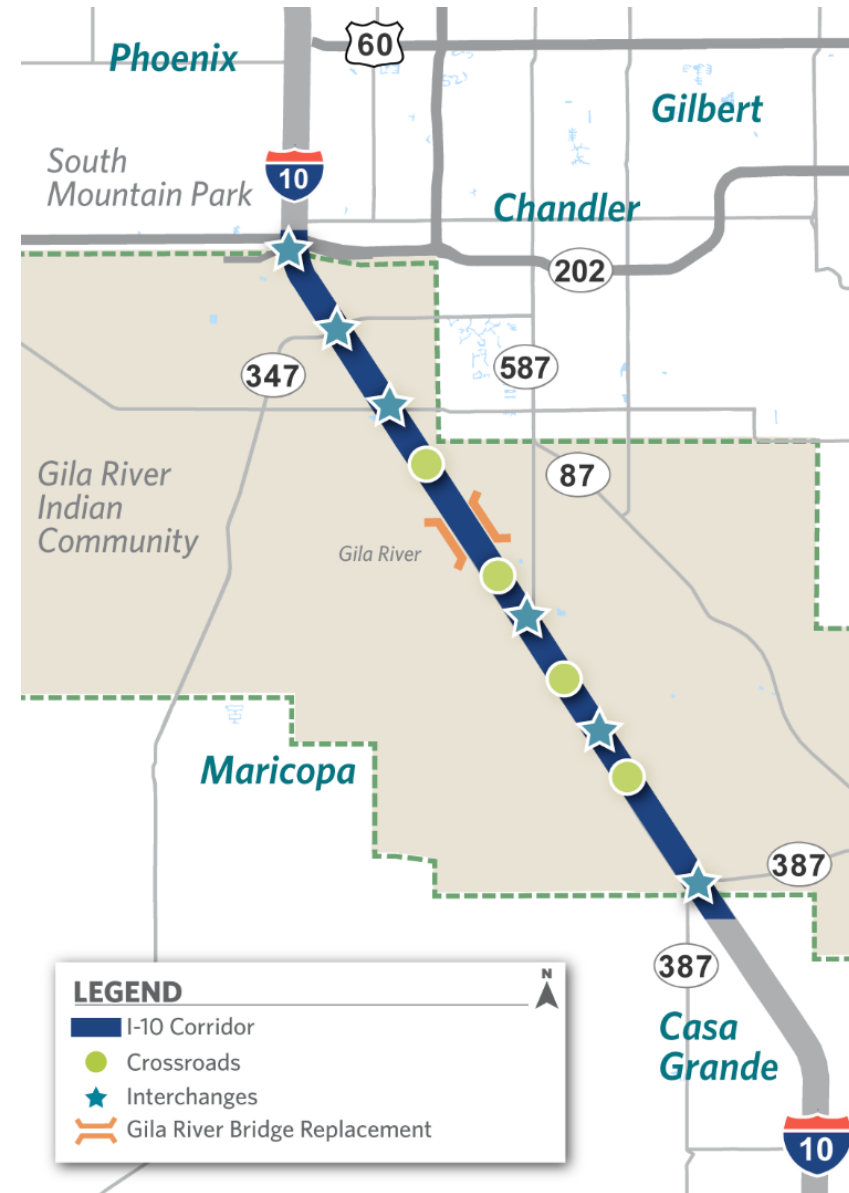 60
Phoenix
Gilbert
South
Mountain Park
10
Chandler
202
347
587
87
Gila River
Indian
Community
Gila River
Maricopa
387
387
LEGEND
N
I-10 Corridor
Crossroads
Interchanges
Gila River Bridge Replacement
Casa
Grande
10